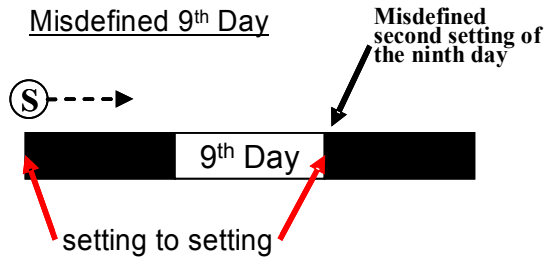 Misdefined 9th Day
Misdefined
second setting of
the ninth day
S
9th Day
setting to setting